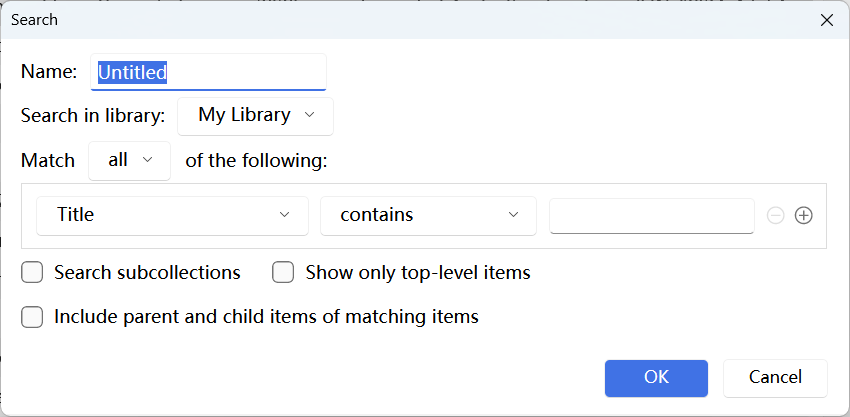 Search
Name: Untitled
Search in library: My Library
Match all of the following:
Title contains
Search subcollections Show only top-level items
Include parent and child items of matching items
OK Cancel